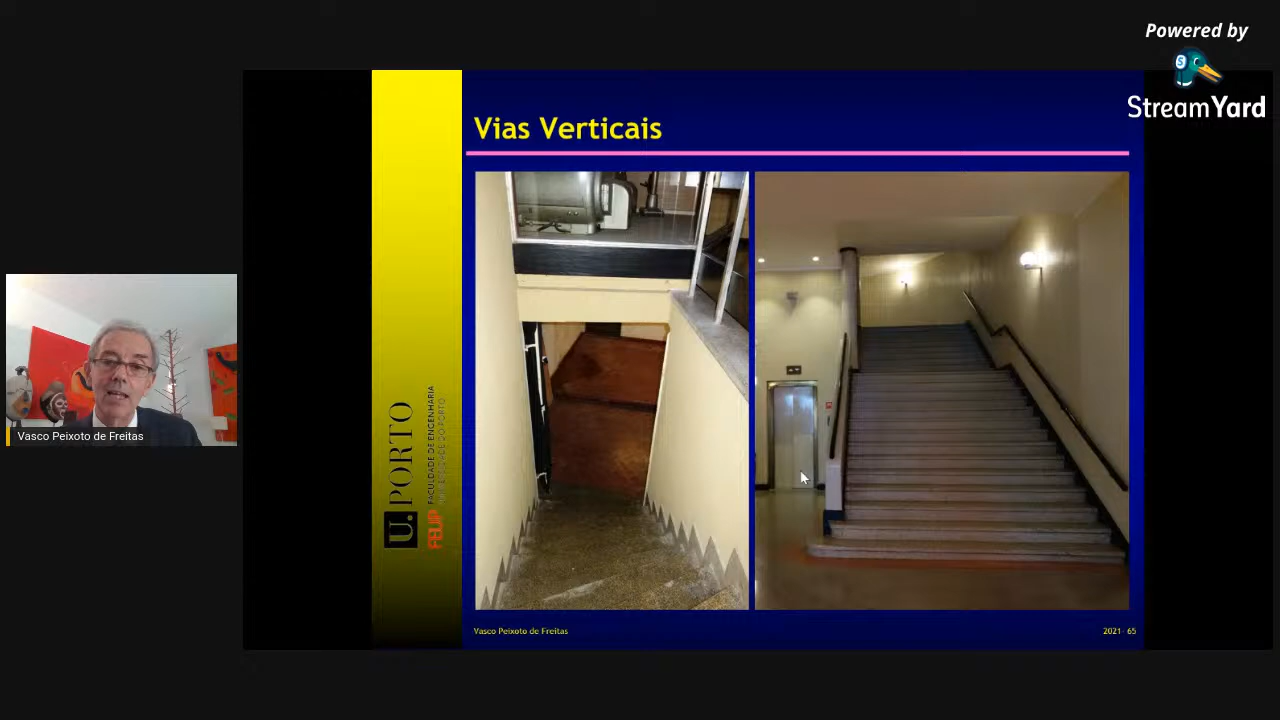 Powered by
StreamYard
Vias Verticais
U.PORTO
FEUP FACULDADE DE ENGENHARIA
UNIVERSIDADE DO PORTO
Vasco Peixoto de Freitas
Vasco Peixoto de Freitas
2021- 65